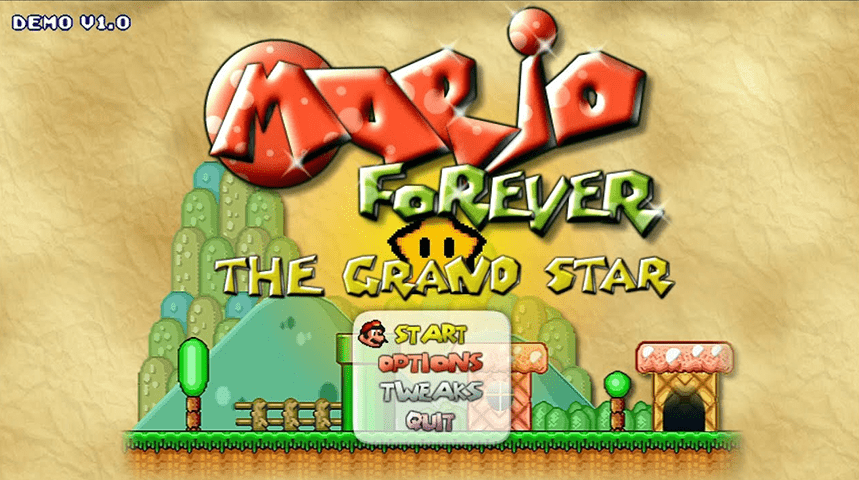 DEMO V1.0
MARIO
FOREVER
THE GRAND STAR
START
OPTIONS
TWEAKS
QUIT